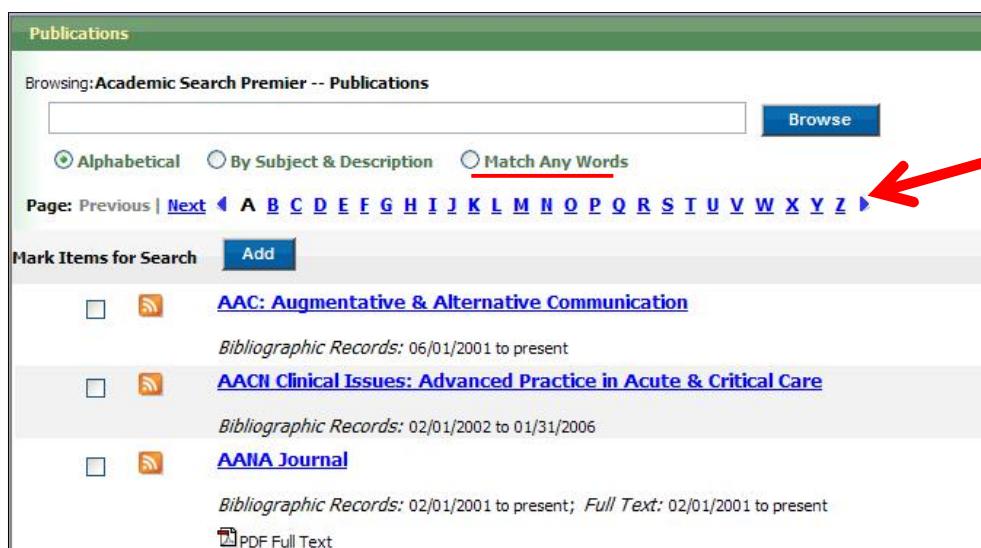 Publications
Browsing:Academic Search Premier -- Publications
Browse
Alphabetical By Subject & Description Match Any Words
Page: Previous | Next A B C D E F G H I J K L M N O P Q R S T U V W X Y Z
Mark Items for Search Add
AAC: Augmentative & Alternative Communication
Bibliographic Records: 06/01/2001 to present
AACN Clinical Issues: Advanced Practice in Acute & Critical Care
Bibliographic Records: 02/01/2002 to 01/31/2006
AANA Journal
Bibliographic Records: 02/01/2001 to present; Full Text: 02/01/2001 to present
PDF Full Text